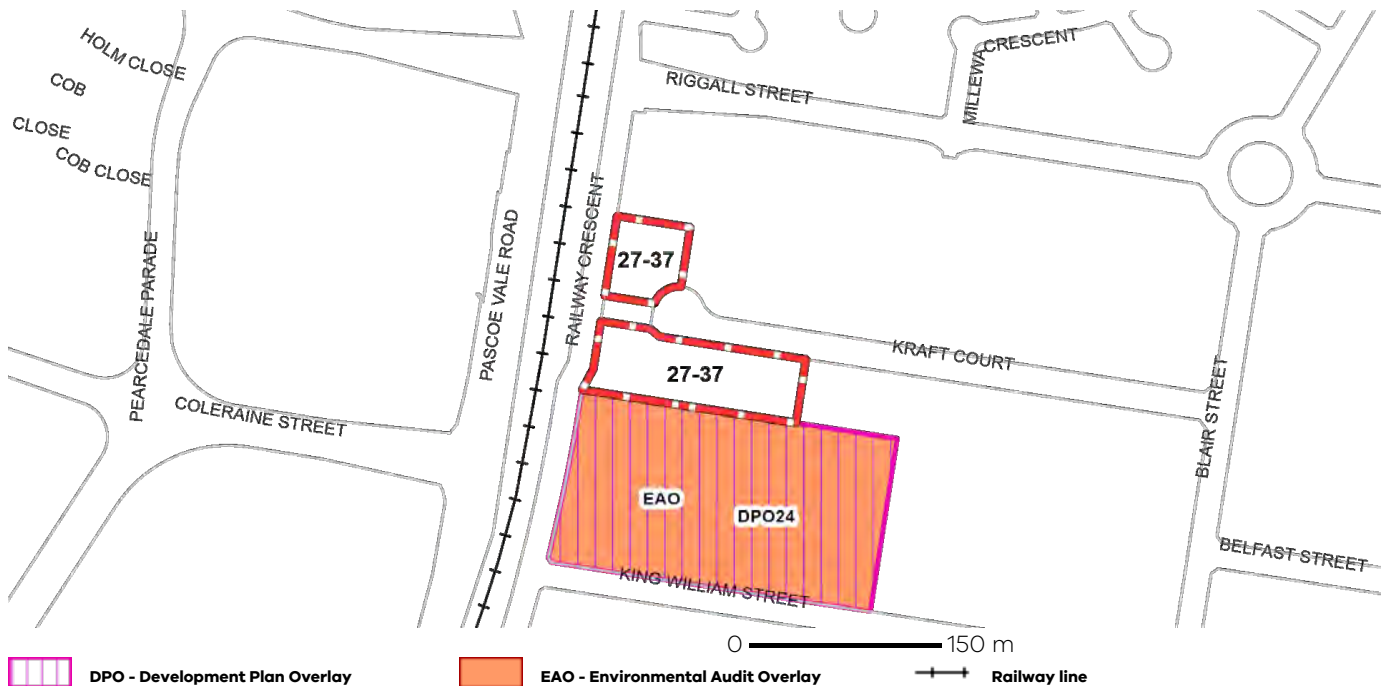 HOLM CLOSE
COB
CLOSE
COB CLOSE
PEARCEDALE PARADE
COLERAINE STREET
PASCOE VALE ROAD
RAILWAY CRESCENT
RIGGALL STREET
MILLEWA
CRESCENT
27-37
27-37
KRAFT COURT
BLAIR STREET
BELFAST STREET
EAO
DPO24
KING WILLIAM STREET
0 150 m
DPO - Development Plan Overlay
EAO - Environmental Audit Overlay
Railway line